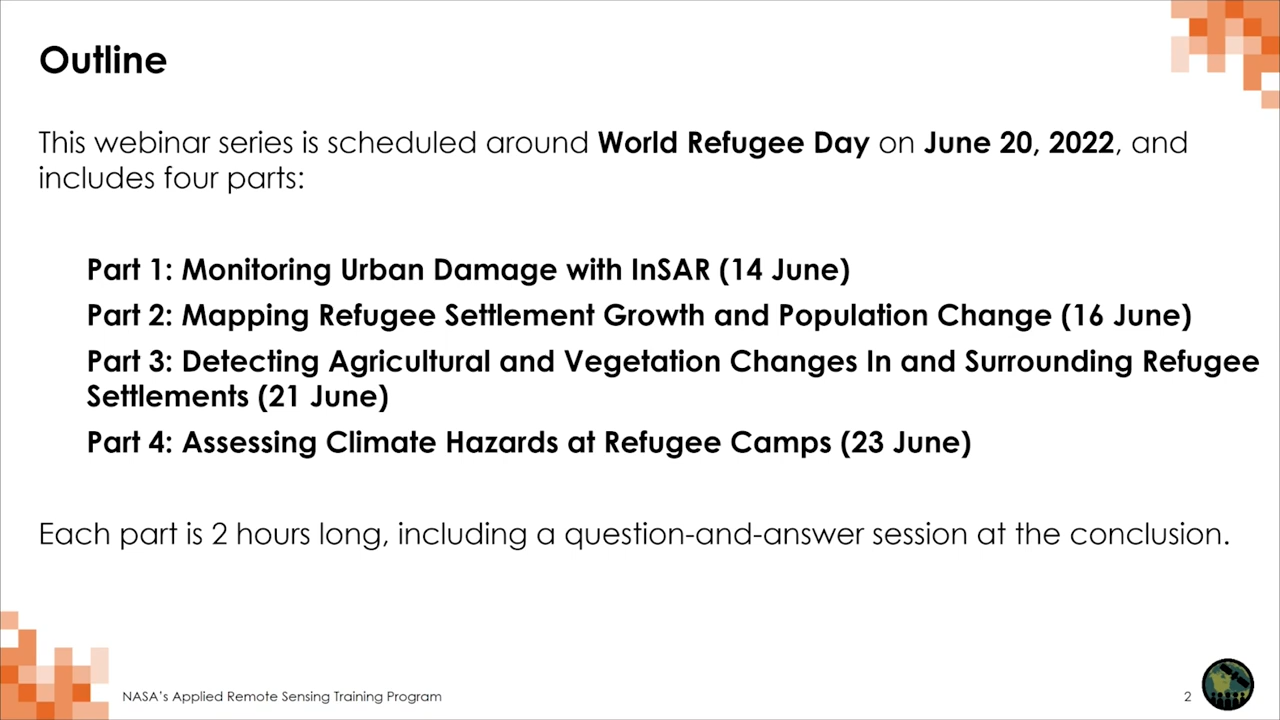 Outline
This webinar series is scheduled around World Refugee Day on June 20, 2022, and
includes four parts:
Part 1: Monitoring Urban Damage with InSAR (14 June)
Part 2: Mapping Refugee Settlement Growth and Population Change (16 June)
Part 3: Detecting Agricultural and Vegetation Changes In and Surrounding Refugee
Settlements (21 June)
Part 4: Assessing Climate Hazards at Refugee Camps (23 June)
Each part is 2 hours long, including a question-and-answer session at the conclusion.
NASA's Applied Remote Sensing Training Program
2